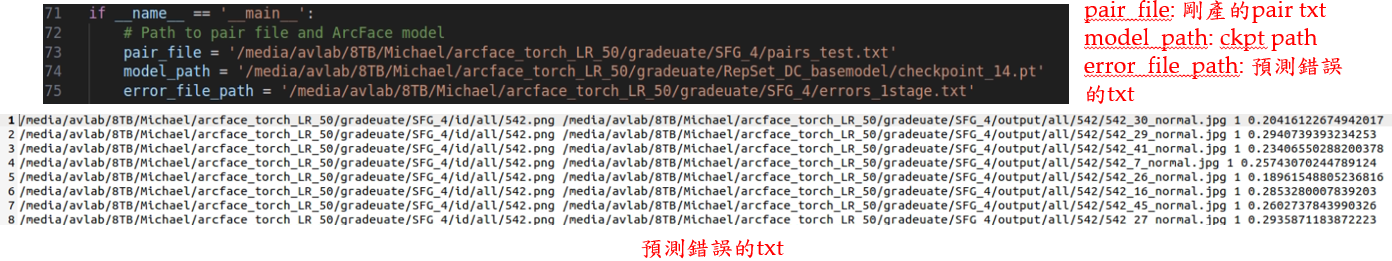 71 if __name__ == '__main__':
72 # Path to pair file and ArcFace model
73 pair_file = '/media/avlab/8TB/Michael/arcface_torch_LR_50/gradeuate/SFG_4/pairs_test.txt'
74 model_path = '/media/avlab/8TB/Michael/arcface_torch_LR_50/gradeuate/RepSet_DC_basemodel/checkpoint_14.pt'
75 error_file_path = '/media/avlab/8TB/Michael/arcface_torch_LR_50/gradeuate/SFG_4/errors_1stage.txt'
pair_file: 剛產的pair txt
model_path: ckpt path
error_file_path: 預測錯誤
的txt
1 /media/avlab/8TB/Michael/arcface_torch_LR_50/gradeuate/SFG_4/id/all/542.png /media/avlab/8TB/Michael/arcface_torch_LR_50/gradeuate/SFG_4/output/all/542/542_30_normal.jpg 1 0.20416122674942017
2 /media/avlab/8TB/Michael/arcface_torch_LR_50/gradeuate/SFG_4/id/all/542.png /media/avlab/8TB/Michael/arcface_torch_LR_50/gradeuate/SFG_4/output/all/542/542_29_normal.jpg 1 0.2940739393234253
3 /media/avlab/8TB/Michael/arcface_torch_LR_50/gradeuate/SFG_4/id/all/542.png /media/avlab/8TB/Michael/arcface_torch_LR_50/gradeuate/SFG_4/output/all/542/542_41_normal.jpg 1 0.23406550288200378
4 /media/avlab/8TB/Michael/arcface_torch_LR_50/gradeuate/SFG_4/id/all/542.png /media/avlab/8TB/Michael/arcface_torch_LR_50/gradeuate/SFG_4/output/all/542/542_7_normal.jpg 1 0.25743070244789124
5 /media/avlab/8TB/Michael/arcface_torch_LR_50/gradeuate/SFG_4/id/all/542.png /media/avlab/8TB/Michael/arcface_torch_LR_50/gradeuate/SFG_4/output/all/542/542_26_normal.jpg 1 0.18961548805236816
6 /media/avlab/8TB/Michael/arcface_torch_LR_50/gradeuate/SFG_4/id/all/542.png /media/avlab/8TB/Michael/arcface_torch_LR_50/gradeuate/SFG_4/output/all/542/542_16_normal.jpg 1 0.2853280007839203
7 /media/avlab/8TB/Michael/arcface_torch_LR_50/gradeuate/SFG_4/id/all/542.png /media/avlab/8TB/Michael/arcface_torch_LR_50/gradeuate/SFG_4/output/all/542/542_45_normal.jpg 1 0.2602737843990326
8 /media/avlab/8TB/Michael/arcface_torch_LR_50/gradeuate/SFG_4/id/all/542.png /media/avlab/8TB/Michael/arcface_torch_LR_50/gradeuate/SFG_4/output/all/542/542_27_normal.jpg 1 0.2935871183872223
預測錯誤的txt